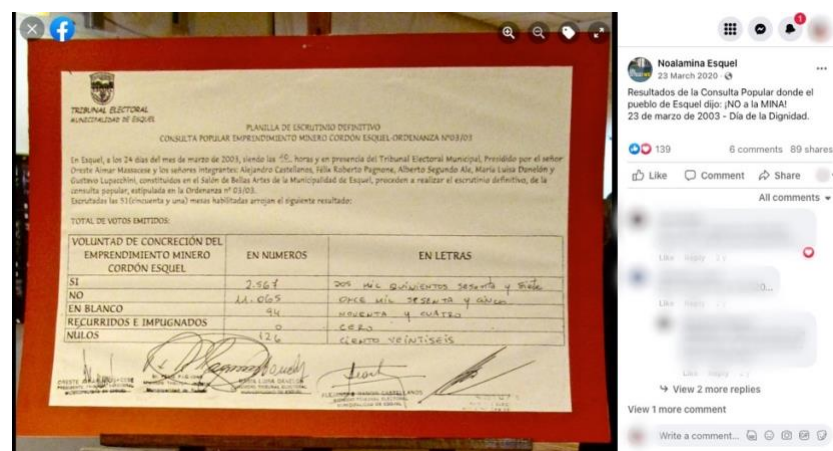 TRIBUNAL ELECTORAL
MUNICIPALIDAD DE ESQUEL
PLANILLA DE ESCRUTINIO DEFINITIVO
CONSULTA POPULAR EMPRENDIMIENTO MINERO CORDÓN ESQUEL-ORDENANZA Nº03/03
En Esquel, a los 24 días del mes de marzo de 2003, siendo las horas y en presencia del Tribunal Electoral Municipal, Presidido por el señor
Oreste Aimar Massacese y los señores integrantes: Alejandro Castellanos, Félix Roberto Pagnone, Alberto Segundo Ale, María Luisa Donelón y
Gustavo Lupacchini, constituidos en el Salón de Bellas Artes de la Municipalidad de Esquel, proceden a realizar el escrutinio definitivo, de la
consulta popular, estipulada en la Ordenanza nº 03/03.
Escrutadas las 51(cincuenta y una) mesas habilitadas arrojan el siguiente resultado:
TOTAL DE VOTOS EMITIDOS:
VOLUNTAD DE CONCRECIÓN DEL EMPRENDIMIENTO MINERO CORDÓN ESQUEL EN NUMEROS EN LETRAS
SI 2.567 DOS MIL QUINIENTOS SESENTA y Siete
NO 11.065 ONCE MIL SESENTA y CINCO
EN BLANCO 94 NOVENTA y CUATRO
RECURRIDOS E IMPUGNADOS 0 CERO
NULOS 126 CIENTO VEINTISEIS
Noalamina Esquel
23 March 2020
Resultados de la Consulta Popular donde el
pueblo de Esquel dijo: ¡NO a la MINA!
23 de marzo de 2003 - Día de la Dignidad.
139 6 comments 89 shares
Like Comment Share
All comments
View 2 more replies
View 1 more comment
Write a comment...